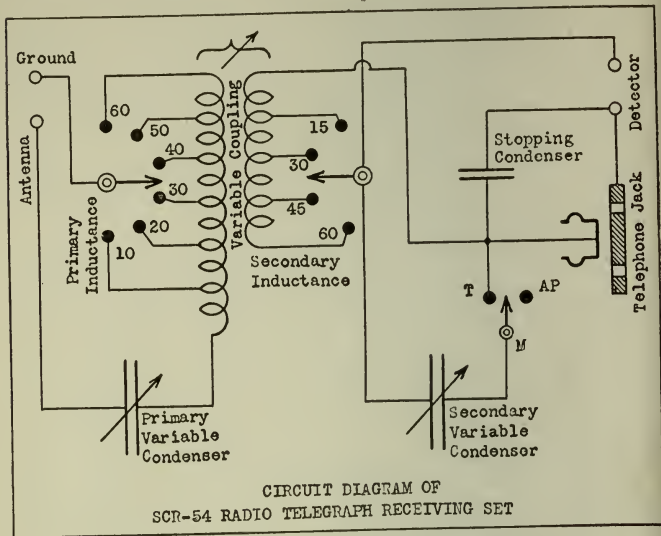 Ground
Antenna
60
50
40
30
20
10
Primary
Inductance
Variable Coupling
15
30
45
60
Secondary
Inductance
Stopping
Condenser
Detector
Telephone Jack
T
AP
M
Primary
Variable
Condenser
Secondary
Variable
Condenser
CIRCUIT DIAGRAM OF
SCR-54 RADIO TELEGRAPH RECEIVING SET